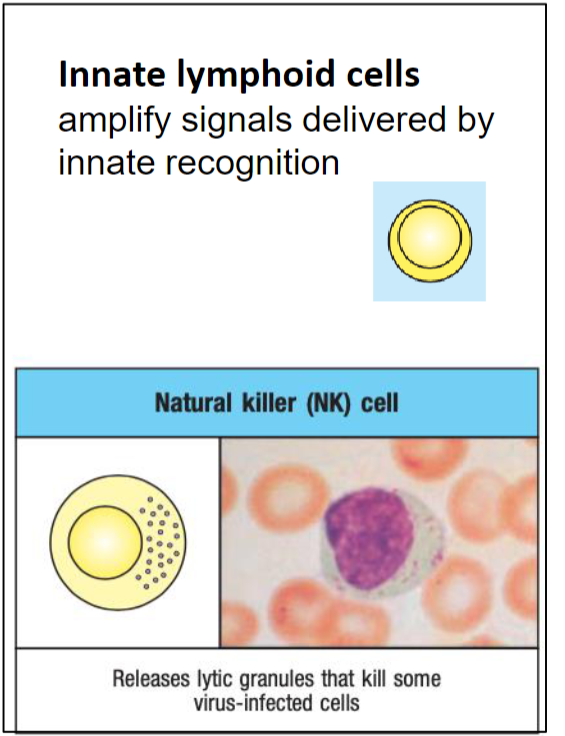 Innate lymphoid cells
amplify signals delivered by
innate recognition
Natural killer (NK) cell
Releases lytic granules that kill some
virus-infected cells